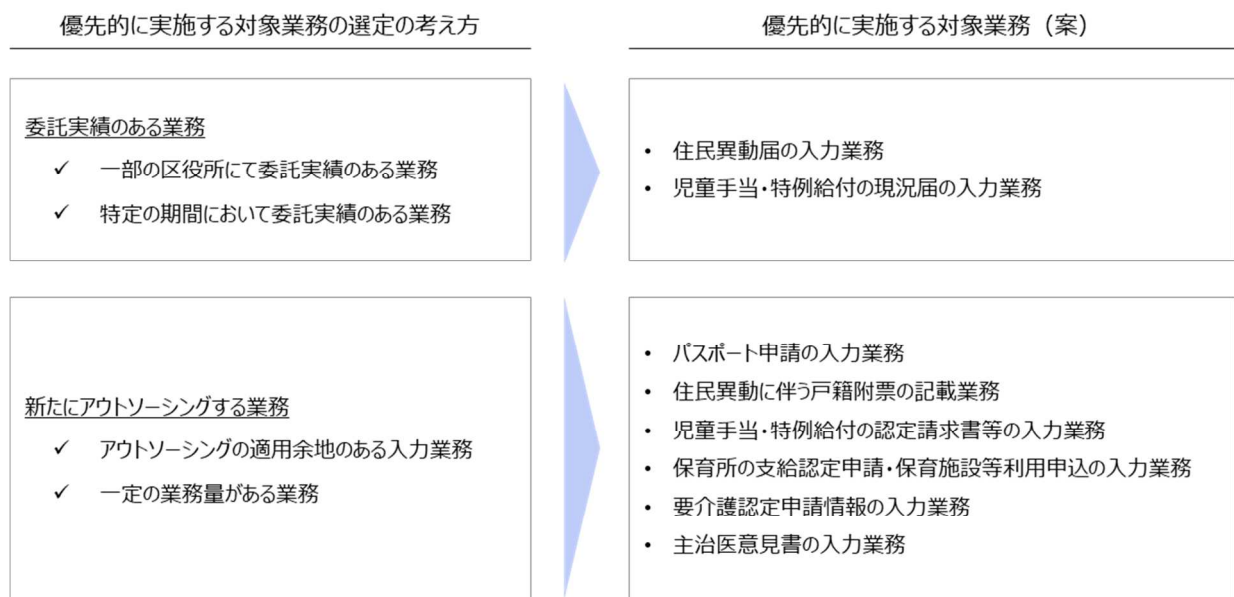 優先的に実施する対象業務の選定の考え方
優先的に実施する対象業務（案）
委託実績のある業務
✓ 一部の区役所にて委託実績のある業務
✓ 特定の期間において委託実績のある業務
• 住民異動届の入力業務
• 児童手当・特例給付の現況届の入力業務
新たにアウトソーシングする業務
✓ アウトソーシングの適用余地のある入力業務
✓ 一定の業務量がある業務
• パスポート申請の入力業務
• 住民異動に伴う戸籍附票の記載業務
• 児童手当・特例給付の認定請求書等の入力業務
• 保育所の支給認定申請・保育施設等利用申込の入力業務
• 要介護認定申請情報の入力業務
• 主治医意見書の入力業務